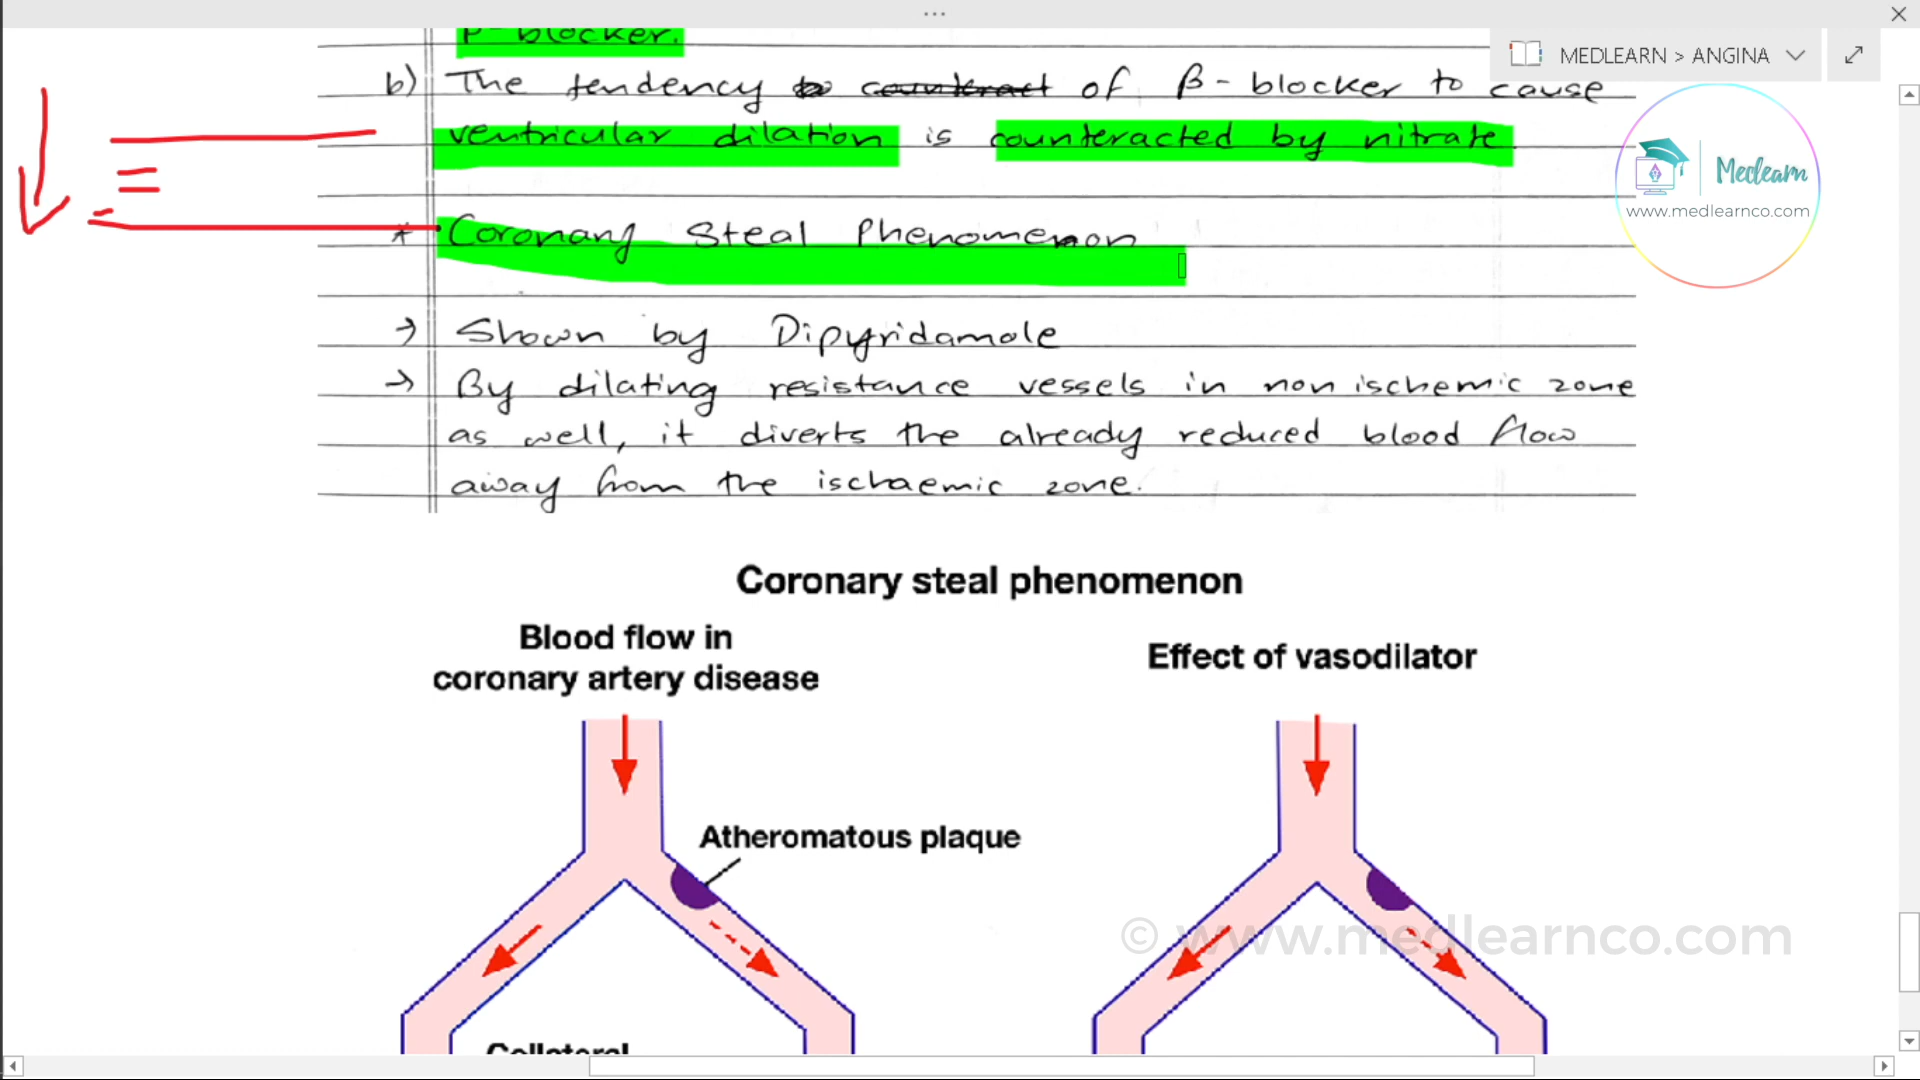 β-blocker.
MEDLEARN > ANGINA
b) The tendency to counteract of β-blocker to cause
ventricular dilation is counteracted by nitrate.
Medlearn
www.medlearnco.com
* Coronary Steal Phenomenon
→ Shown by Dipyridamole
→ By dilating resistance vessels in non ischemic zone
as well, it diverts the already reduced blood flow
away from the ischaemic zone.
Coronary steal phenomenon
Blood flow in
coronary artery disease
Effect of vasodilator
Atheromatous plaque
© www.medlearnco.com
Collateral